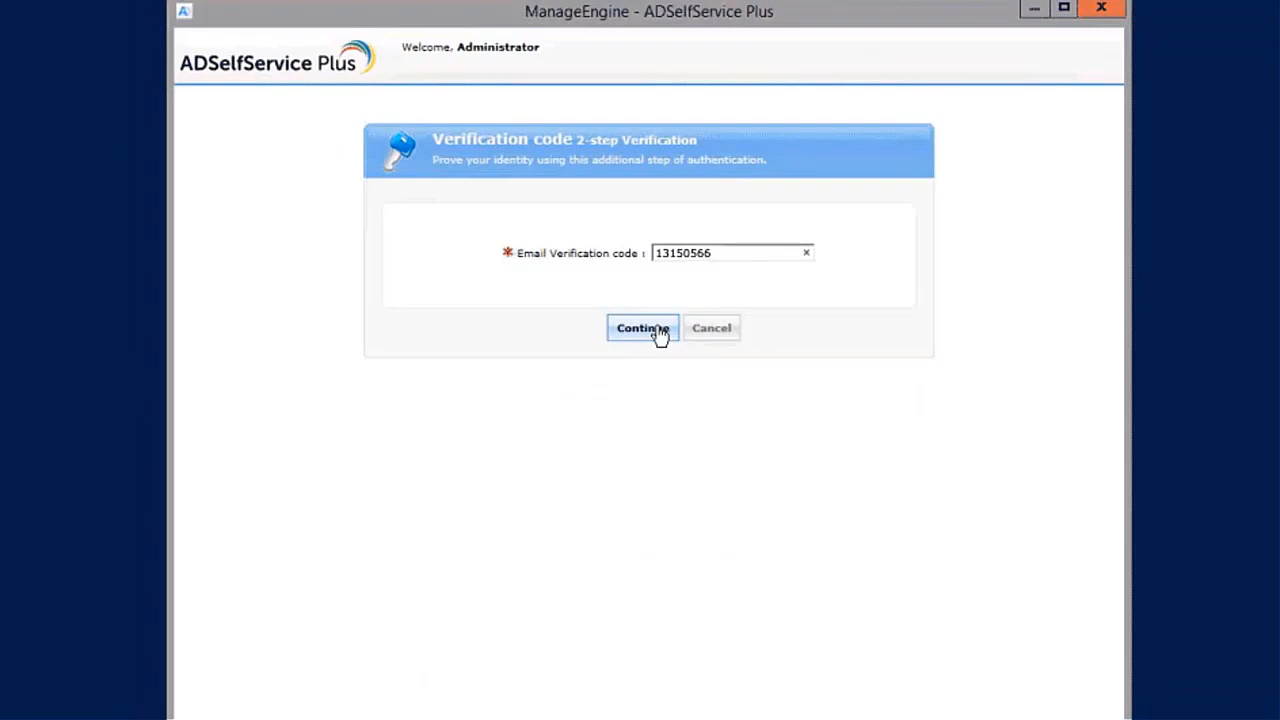 ManageEngine - ADSelfService Plus
ADSelfService Plus
Welcome, Administrator
Verification code 2-step Verification
Prove your identity using this additional step of authentication.
* Email Verification code : 13150566 ×
Continue Cancel